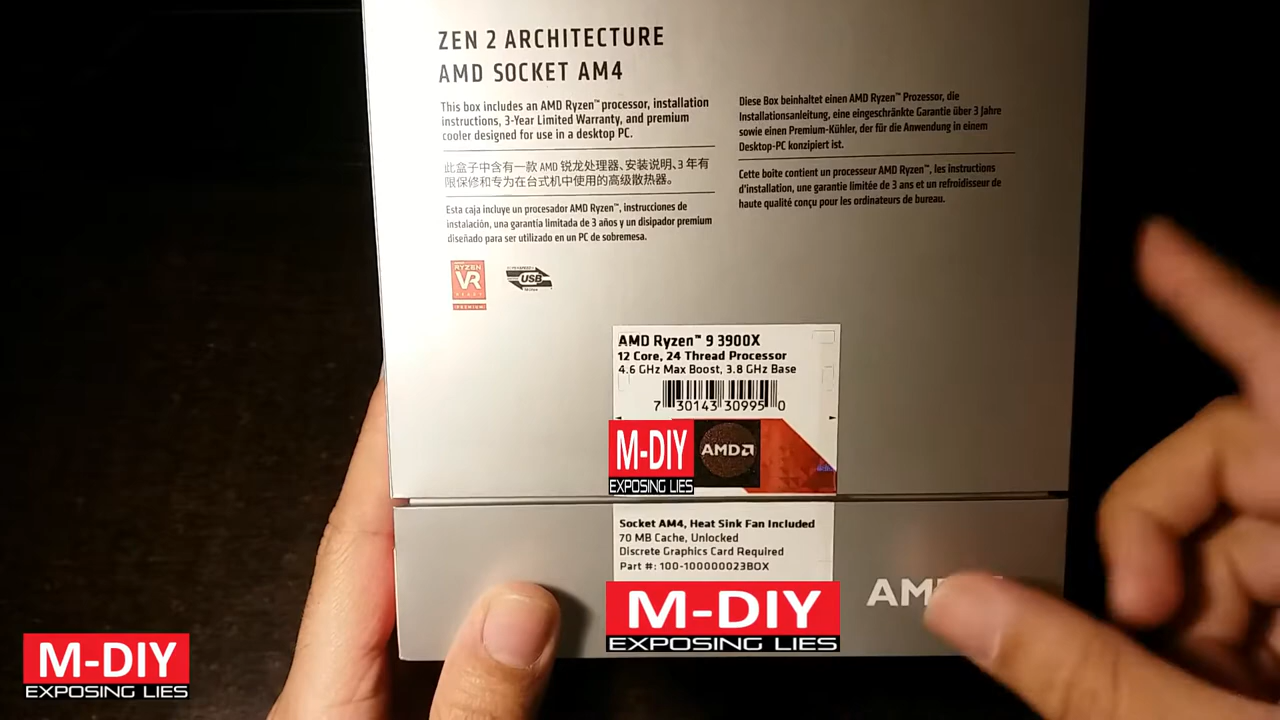 ZEN 2 ARCHITECTURE
AMD SOCKET AM4
This box includes an AMD Ryzen™ processor, installation
instructions, 3-Year Limited Warranty, and premium
cooler designed for use in a desktop PC.
此盒子中含有一款 AMD 锐龙处理器、安装说明、3 年有
限保修和专为在台式机中使用的高级散热器。
Esta caja incluye un procesador AMD Ryzen™, instrucciones de
instalación, una garantía limitada de 3 años y un disipador premium
diseñado para ser utilizado en un PC de sobremesa.
Diese Box beinhaltet einen AMD Ryzen™ Prozessor, die
Installationsanleitung, eine eingeschränkte Garantie über 3 Jahre
sowie einen Premium-Kühler, der für die Anwendung in einem
Desktop-PC konzipiert ist.
Cette boîte contient un processeur AMD Ryzen™, les instructions
d'installation, une garantie limitée de 3 ans et un refroidisseur de
haute qualité conçu pour les ordinateurs de bureau.
RYZEN
VR
READY
PREMIUM
USB
AMD Ryzen™ 9 3900X
12 Core, 24 Thread Processor
4.6 GHz Max Boost, 3.8 GHz Base
7 30143 30995 0
M-DIY
EXPOSING LIES
AMD
Socket AM4, Heat Sink Fan Included
70 MB Cache, Unlocked
Discrete Graphics Card Required
Part #: 100-100000023BOX
M-DIY
EXPOSING LIES
AM
M-DIY
EXPOSING LIES